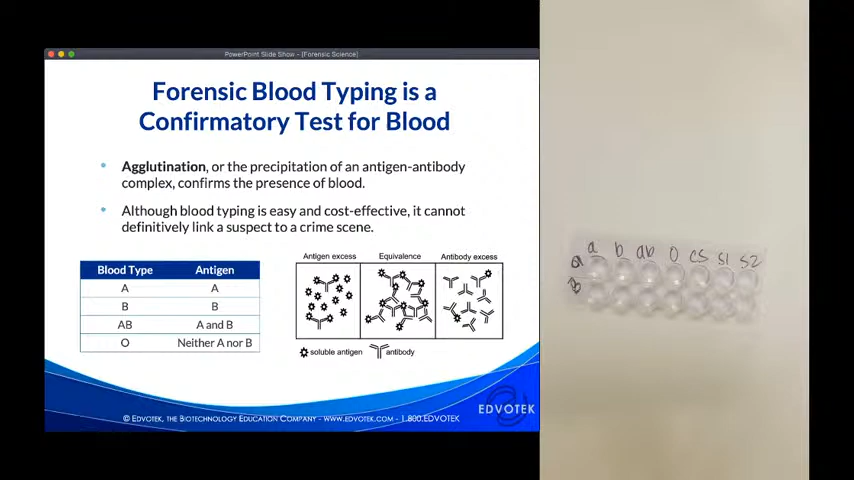 PowerPoint Slide Show - [Forensic Science]
Forensic Blood Typing is a
Confirmatory Test for Blood
Agglutination, or the precipitation of an antigen-antibody
complex, confirms the presence of blood.
Although blood typing is easy and cost-effective, it cannot
definitively link a suspect to a crime scene.
Blood Type Antigen
A A
B B
AB A and B
O Neither A nor B
Antigen excess Equivalence Antibody excess
soluble antigen antibody
© EDVOTEK, THE BIOTECHNOLOGY EDUCATION COMPANY - WWW.EDVOTEK.COM - 1.800.EDVOTEK
EDVOTEK
a b ab O CS S1 S2
a
B